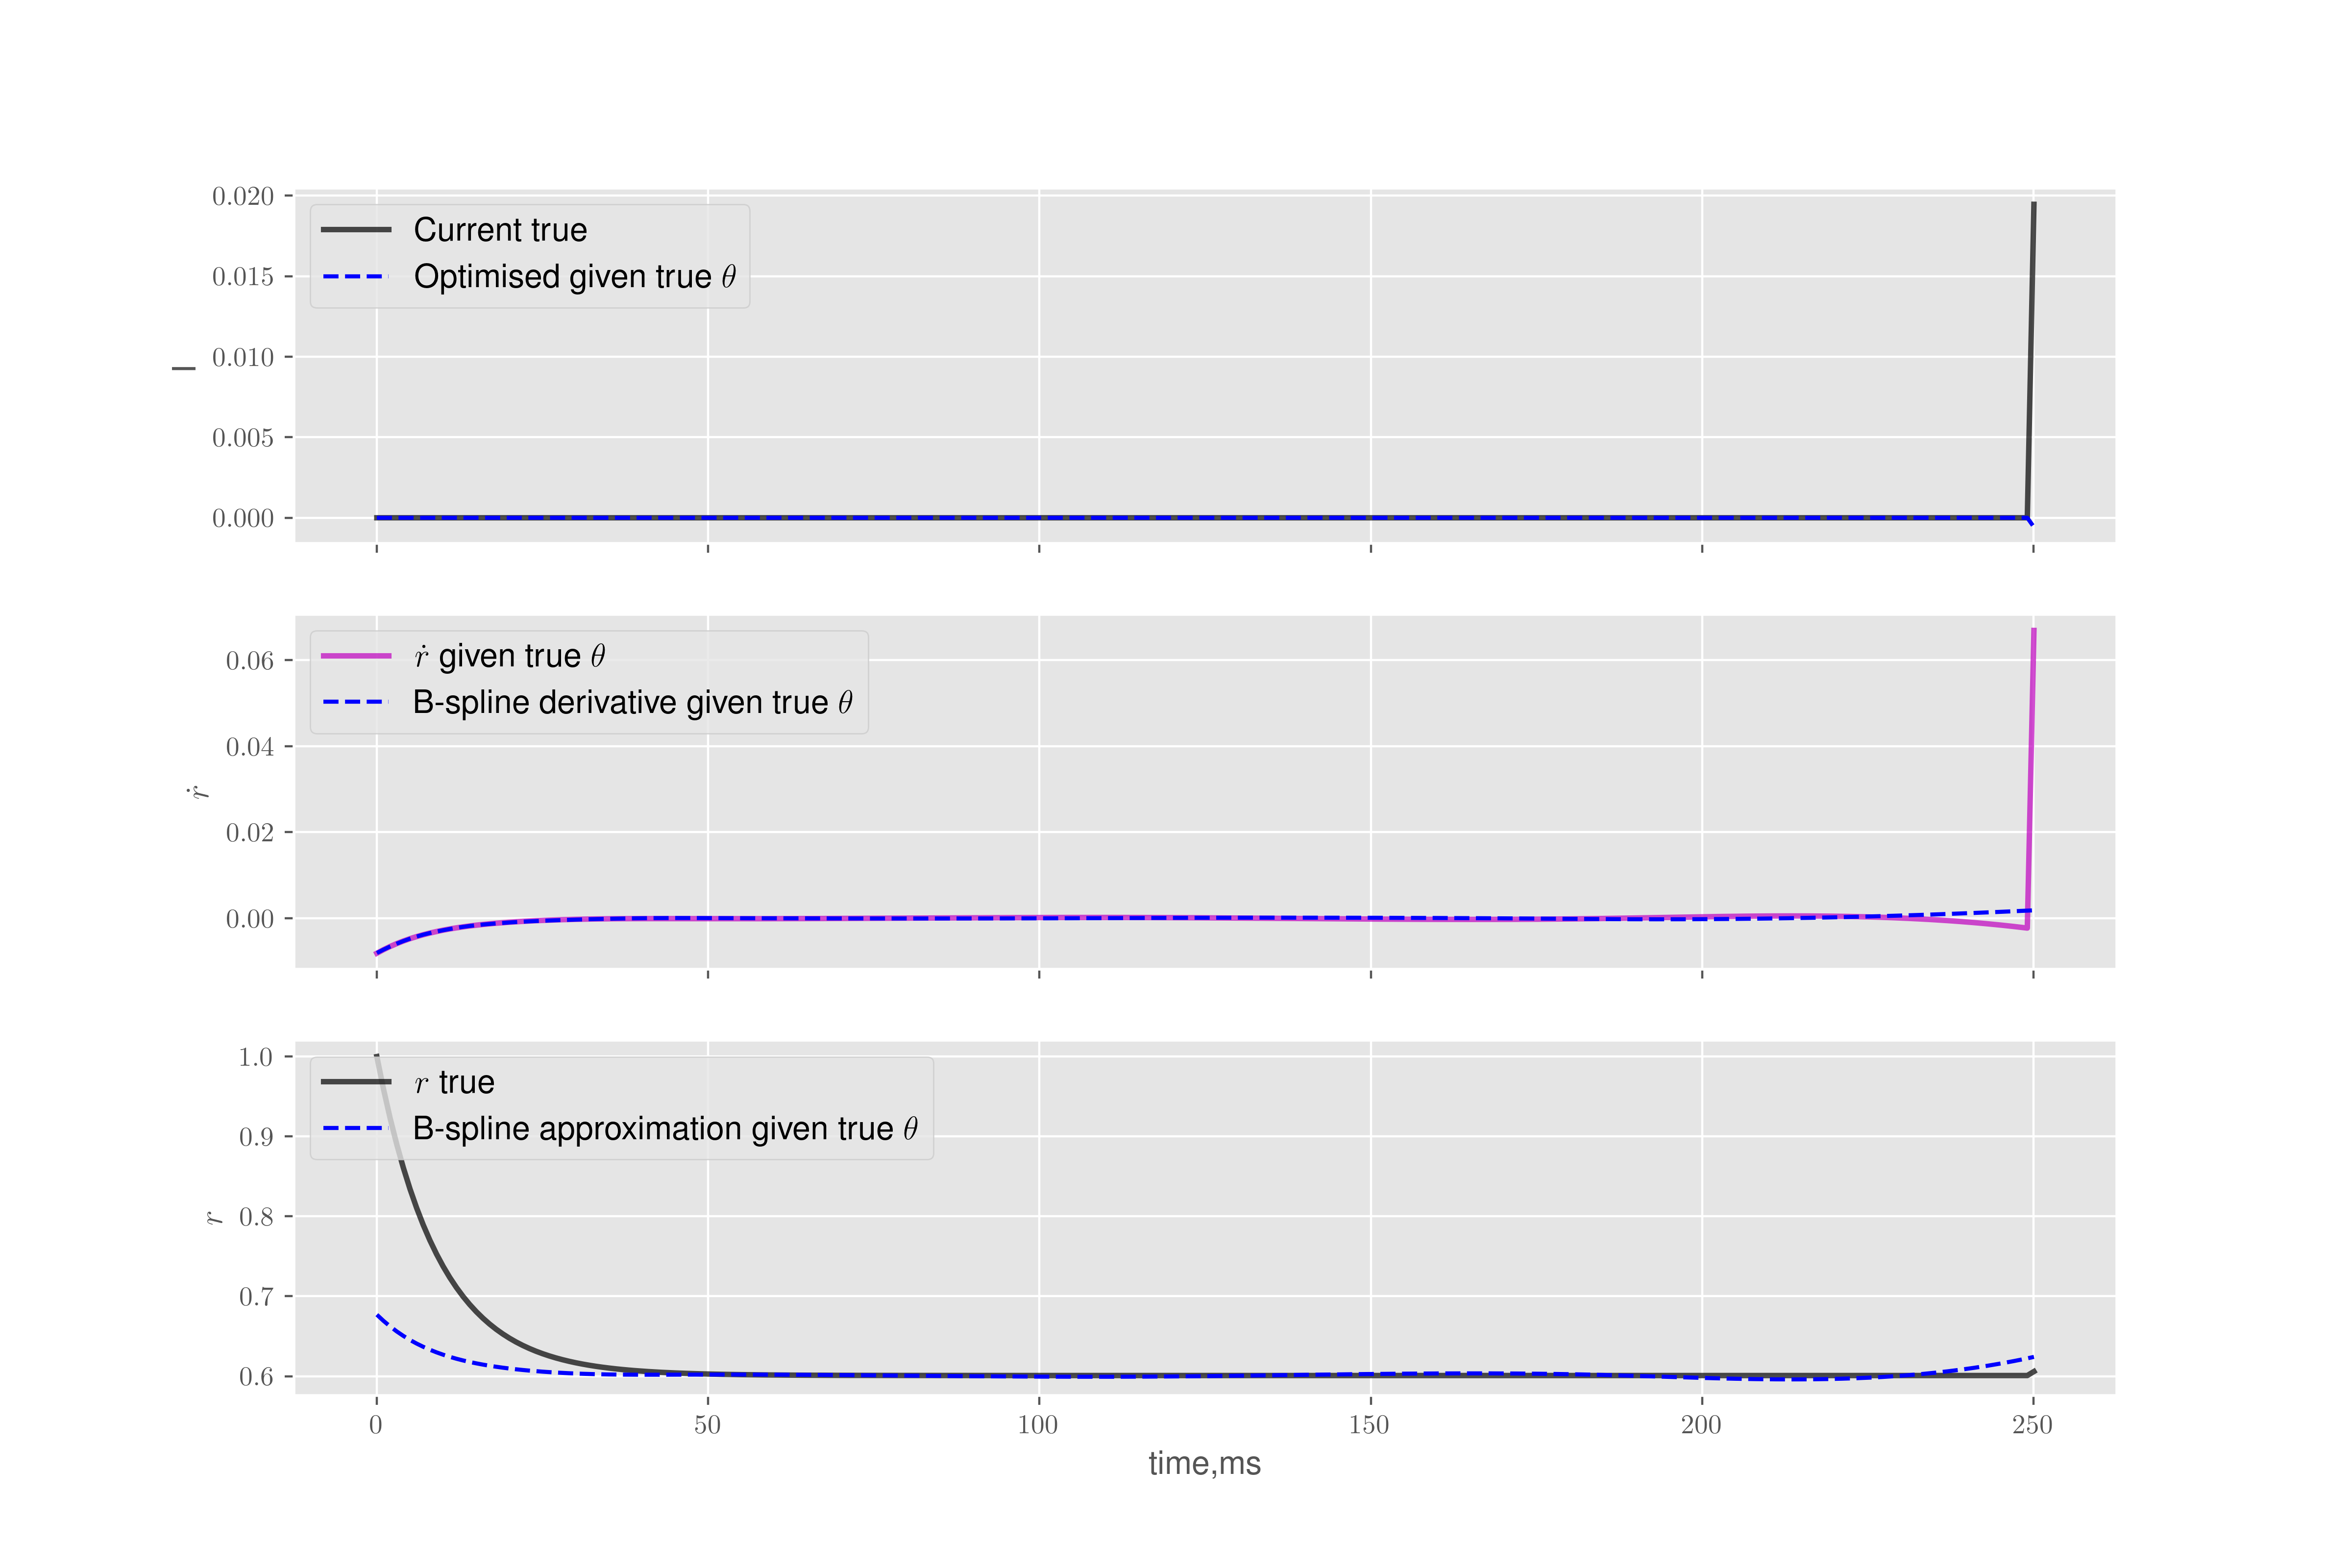 0.020
0.015
0.010
0.005
0.000
I
Current true
Optimised given true θ
0.06
0.04
0.02
0.00
ṙ
ṙ given true θ
B-spline derivative given true θ
1.0
0.9
0.8
0.7
0.6
r
r true
B-spline approximation given true θ
0 50 100 150 200 250
time,ms